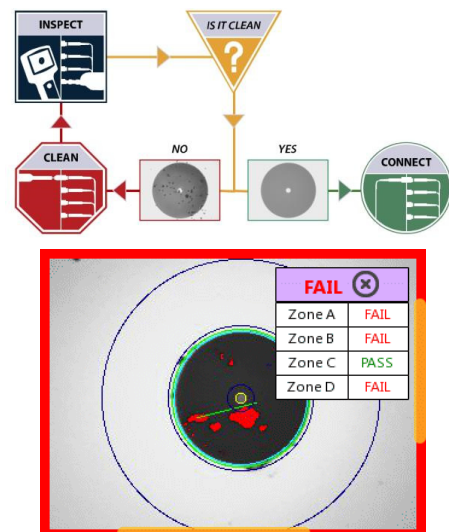 INSPECT
IS IT CLEAN
?
CLEAN
NO
YES
CONNECT
FAIL
Zone A FAIL
Zone B FAIL
Zone C PASS
Zone D FAIL